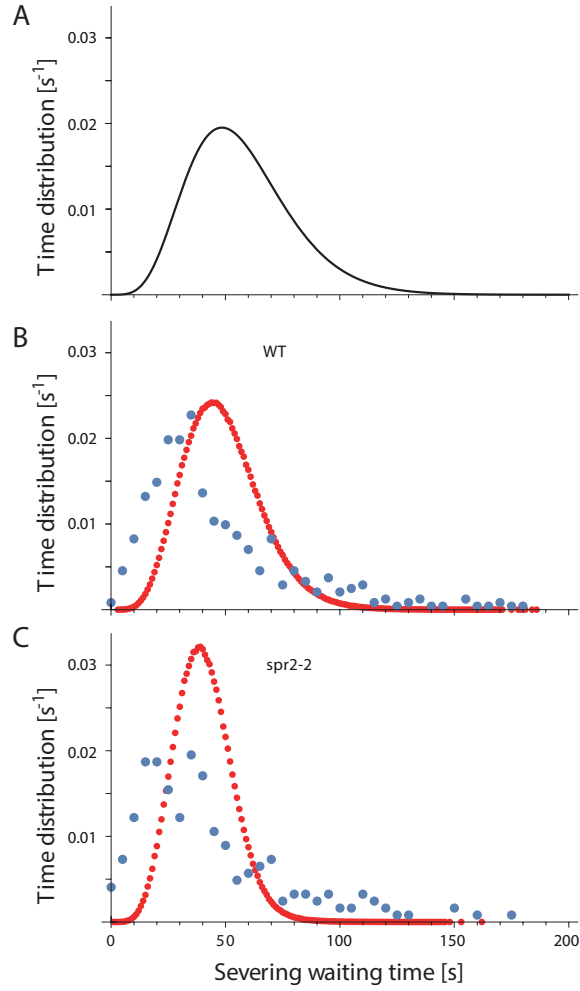 A
Time distribution [s⁻¹]
0.03
0.02
0.01
B
WT
Time distribution [s⁻¹]
0.03
0.02
0.01
C
spr2-2
Time distribution [s⁻¹]
0.03
0.02
0.01
0 50 100 150 200
Severing waiting time [s]